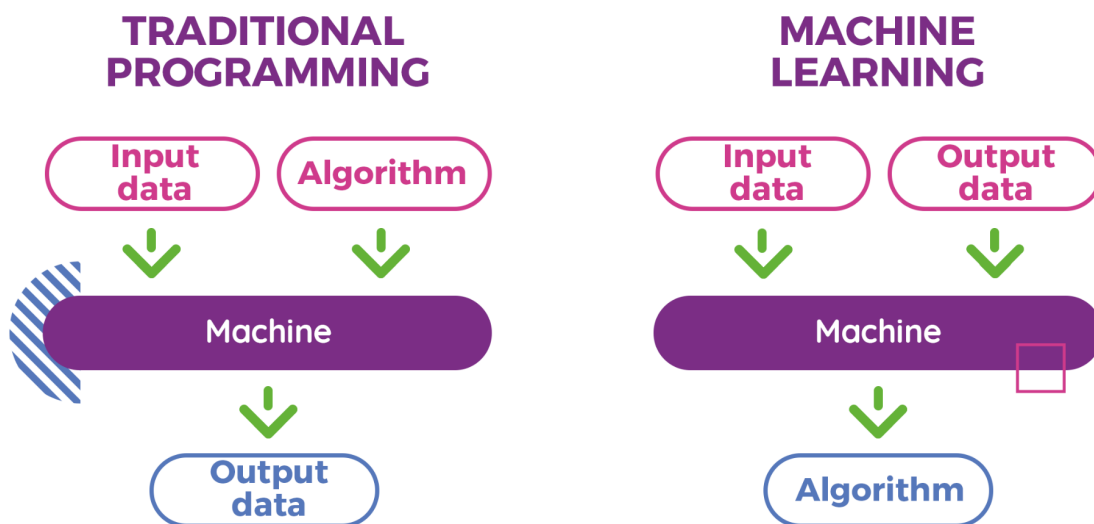 TRADITIONAL
PROGRAMMING
Input
data
Algorithm
Machine
Output
data
MACHINE
LEARNING
Input
data
Output
data
Machine
Algorithm